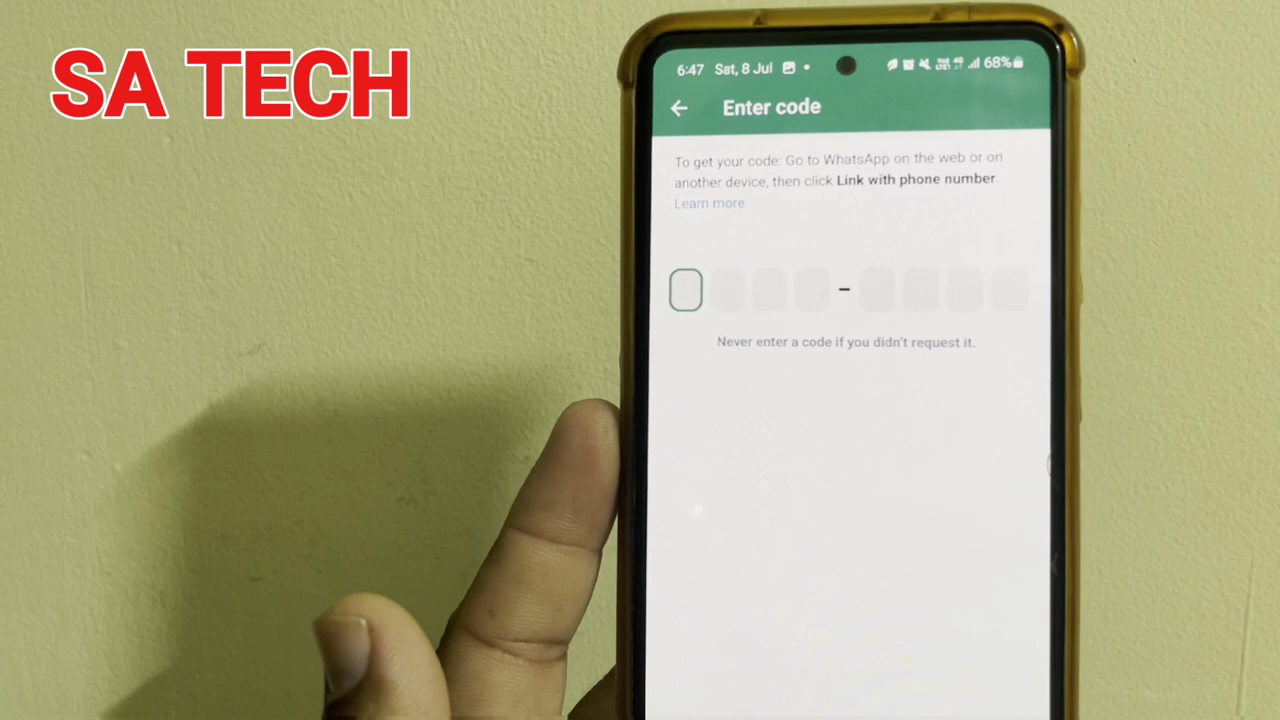 SA TECH
6:47 Sat, 8 Jul 68%
Enter code
To get your code: Go to WhatsApp on the web or on
another device, then click Link with phone number.
Learn more
–
Never enter a code if you didn't request it.